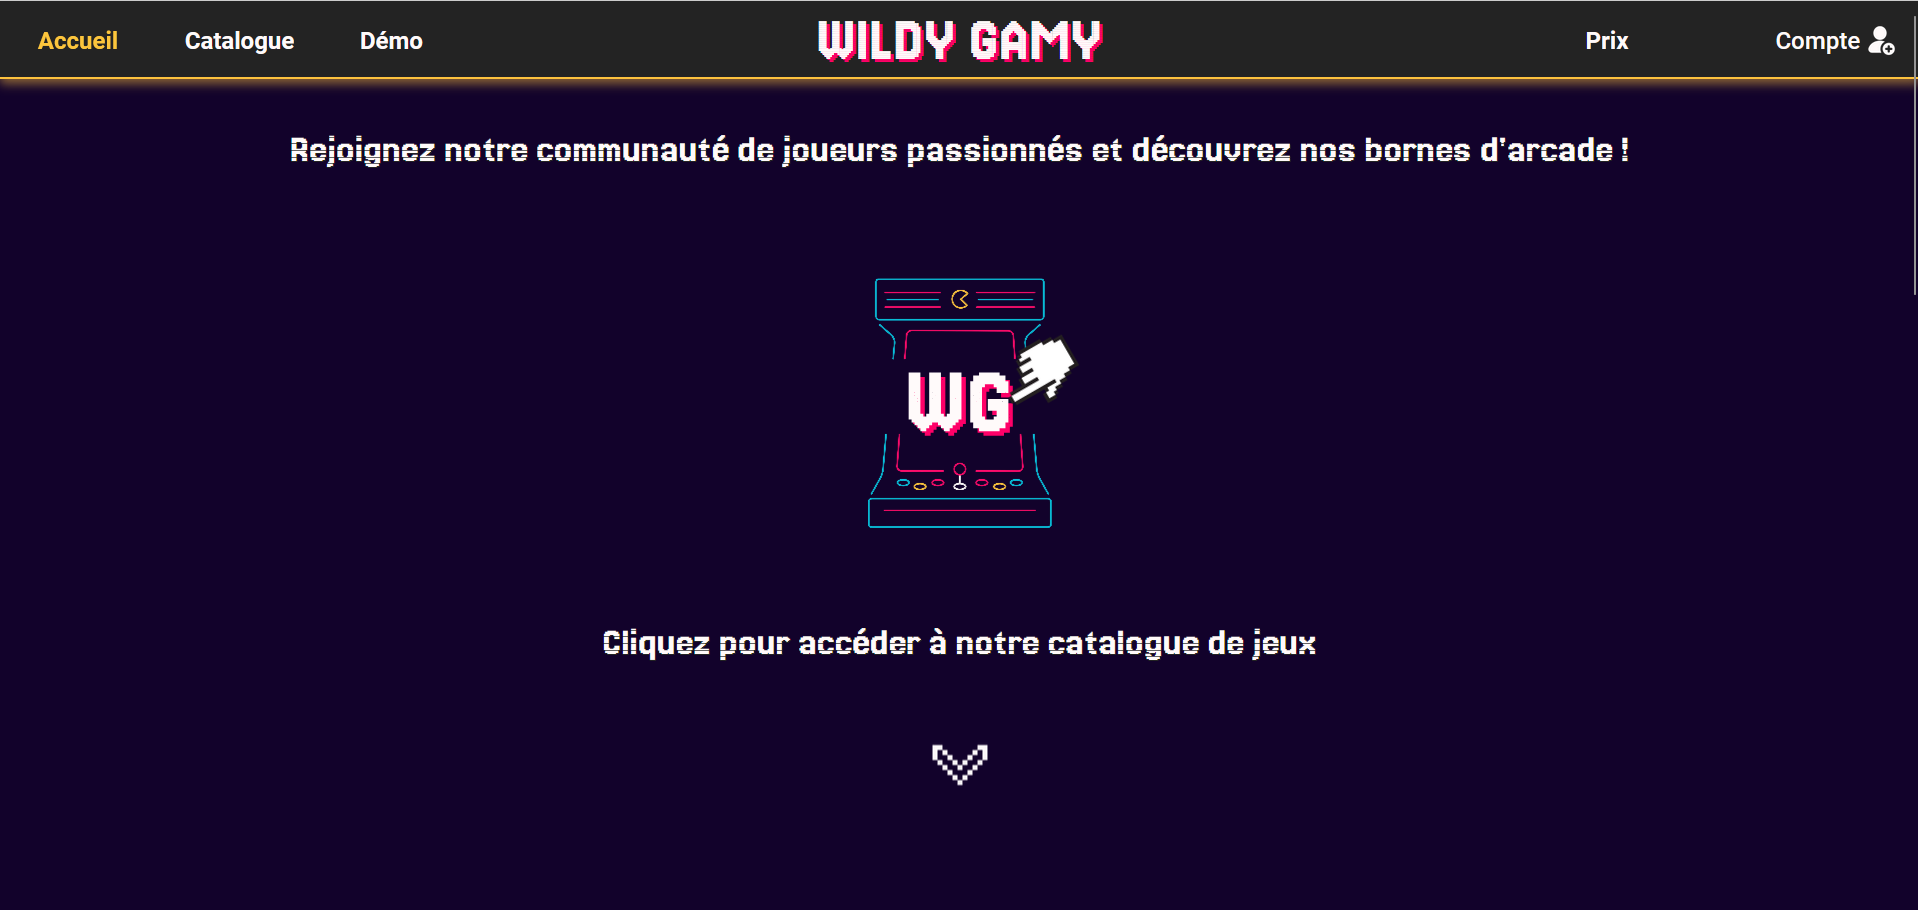 Accueil
Catalogue
Démo
WILDY GAMY
Prix
Compte
Rejoignez notre communauté de joueurs passionnés et découvrez nos bornes d'arcade !
WG
Cliquez pour accéder à notre catalogue de jeux